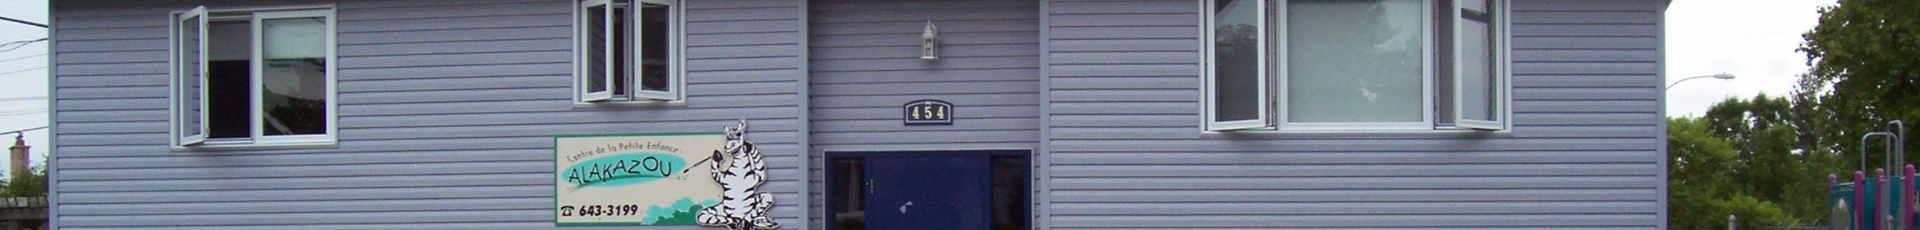 454
Centre de la Petite Enfance
ALAKAZOU
643-3199